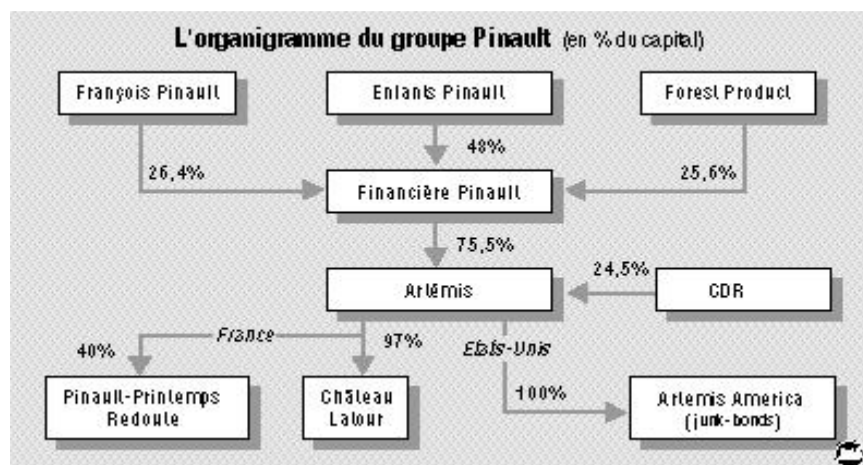 L'organigramme du groupe Pinault (en % du capital)
François Pinault
Enfants Pinault
Forest Product
26,4%
48%
25,6%
Financière Pinault
75,5%
Artémis
24,5%
CDR
France
40%
97%
Etats-Unis
100%
Pinault-Printemps
Redoute
Château
Latour
Artemis America
(junk-bonds)